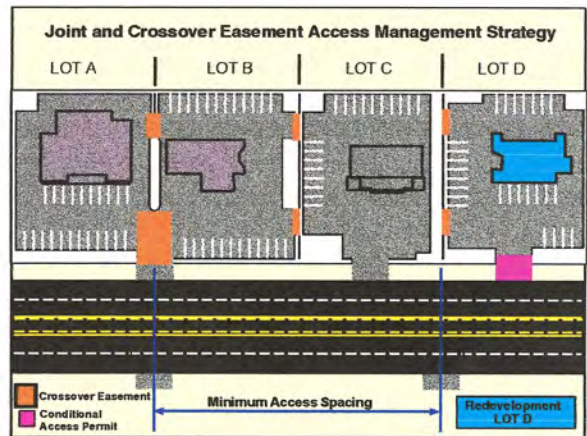 Joint and Crossover Easement Access Management Strategy
LOT A
LOT B
LOT C
LOT D
Crossover Easement
Conditional
Access Permit
Minimum Access Spacing
Redevelopment
LOT D